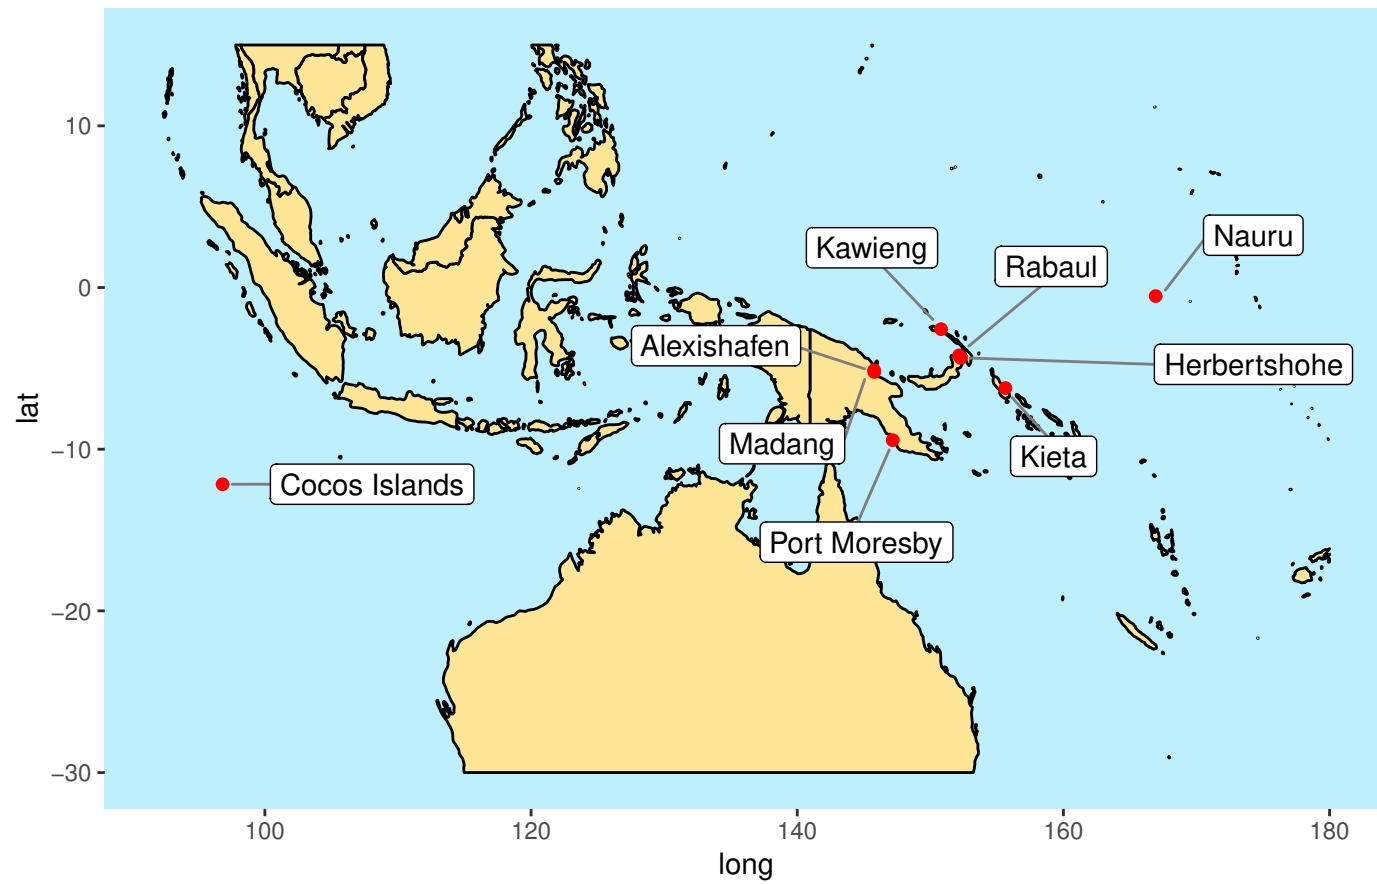 10
0
−10
−20
−30
lat
Kawieng
Nauru
Rabaul
Alexishafen
Herbertshohe
Madang
Kieta
Cocos Islands
Port Moresby
100
120
140
160
180
long